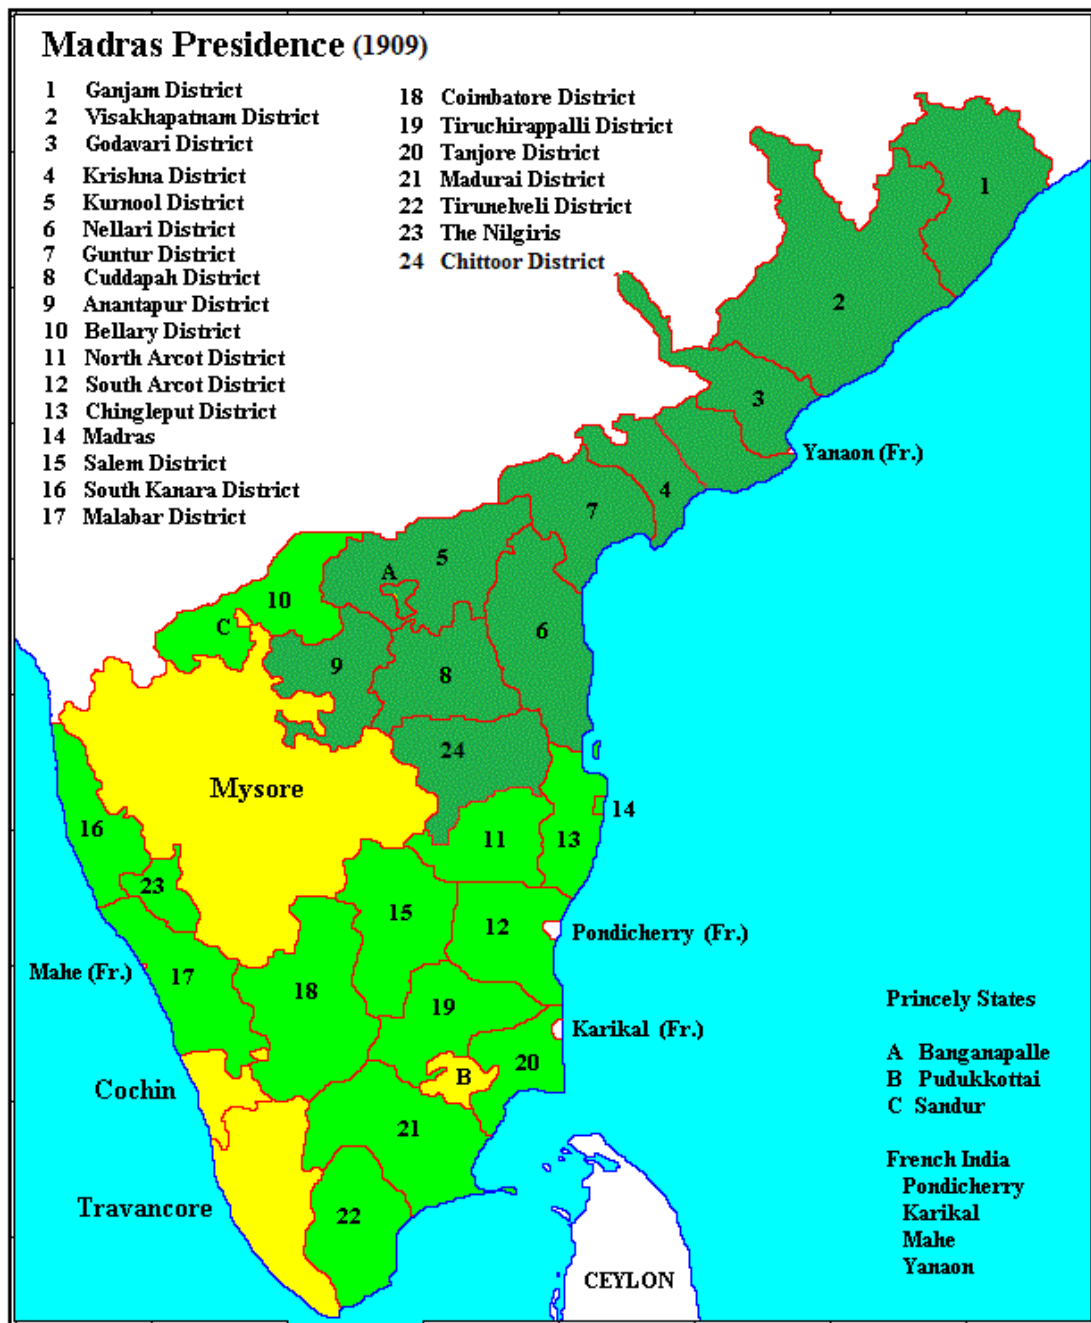 Madras Presidence (1909)
1 Ganjam District
2 Visakhapatnam District
3 Godavari District
4 Krishna District
5 Kurnool District
6 Nellari District
7 Guntur District
8 Cuddapah District
9 Anantapur District
10 Bellary District
11 North Arcot District
12 South Arcot District
13 Chingleput District
14 Madras
15 Salem District
16 South Kanara District
17 Malabar District
18 Coimbatore District
19 Tiruchirappalli District
20 Tanjore District
21 Madurai District
22 Tirunelveli District
23 The Nilgiris
24 Chittoor District
1
2
3
Yanaon (Fr.)
4
7
5
A
10
C
6
9
8
24
Mysore
14
16
11
13
23
15
12
Pondicherry (Fr.)
Mahe (Fr.)
17
18
19
Karikal (Fr.)
20
B
Cochin
21
Travancore
22
CEYLON
Princely States
A Banganapalle
B Pudukkottai
C Sandur
French India
Pondicherry
Karikal
Mahe
Yanaon